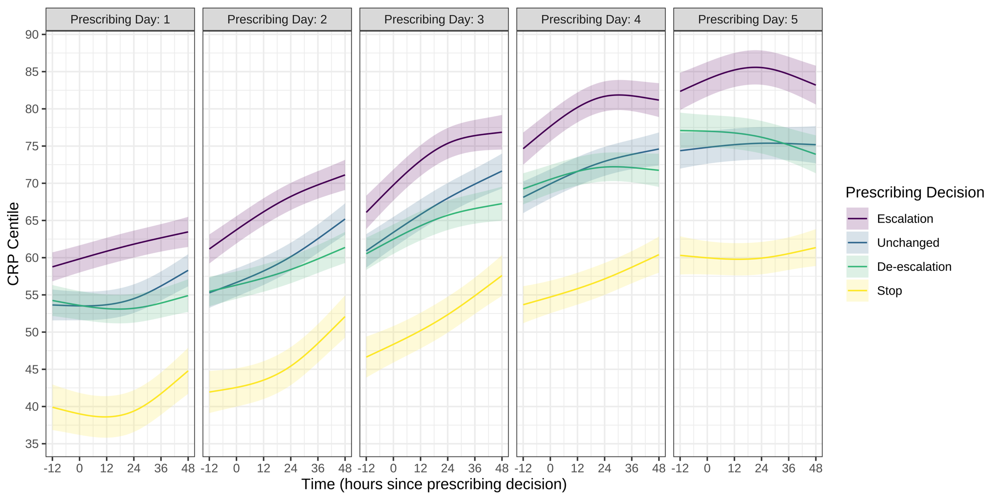 Prescribing Day: 1 Prescribing Day: 2 Prescribing Day: 3 Prescribing Day: 4 Prescribing Day: 5
90
85
80
75
70
65
60
55
50
45
40
35
CRP Centile
-12 0 12 24 36 48 -12 0 12 24 36 48 -12 0 12 24 36 48 -12 0 12 24 36 48 -12 0 12 24 36 48
Time (hours since prescribing decision)
Prescribing Decision
Escalation
Unchanged
De-escalation
Stop